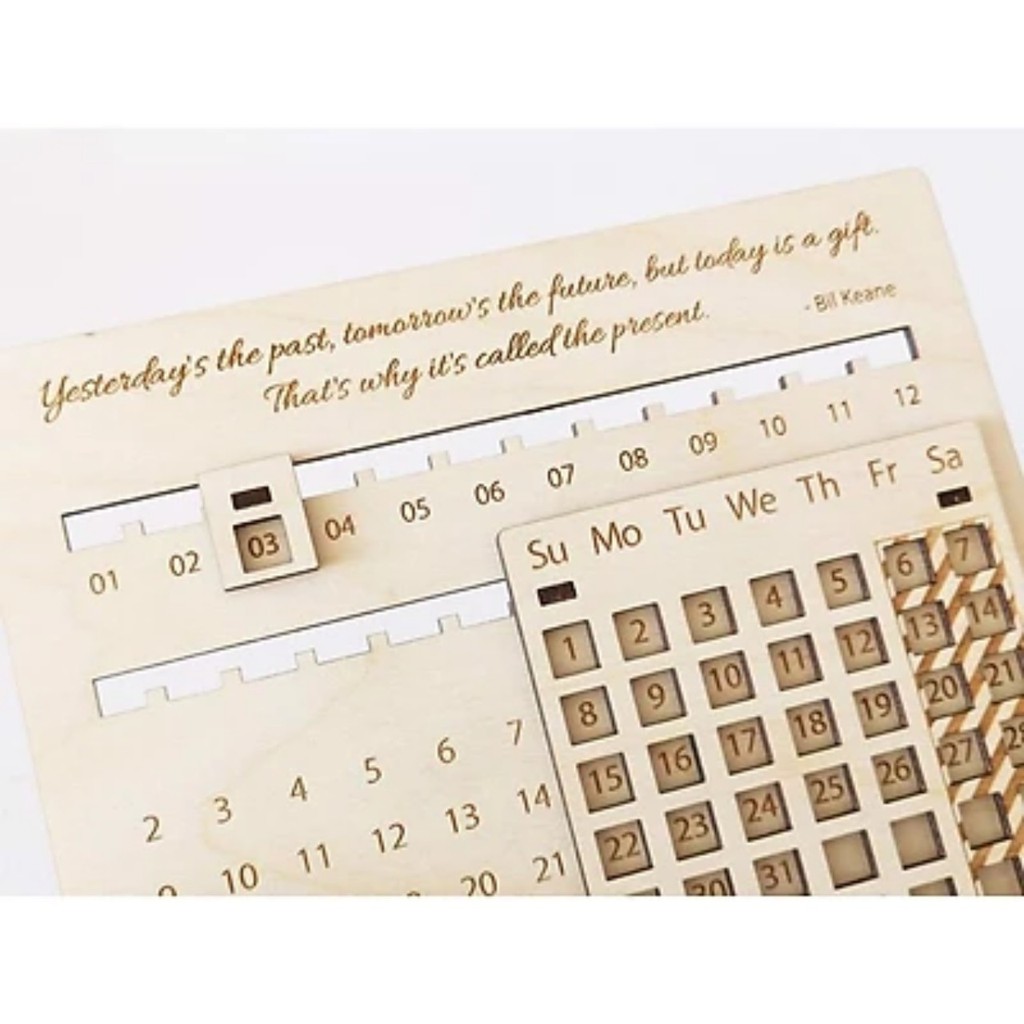 Yesterday's the past, tomorrow's the future, but today is a gift.
That's why it's called the present.
- Bil Keane
01 02 03 04 05 06 07 08 09 10 11 12
Su Mo Tu We Th Fr Sa
1 2 3 4 5 6 7
8 9 10 11 12 13 14
15 16 17 18 19 20 21
22 23 24 25 26 27 28
30 31
2 3 4 5 6 7
9 10 11 12 13 14
20 21